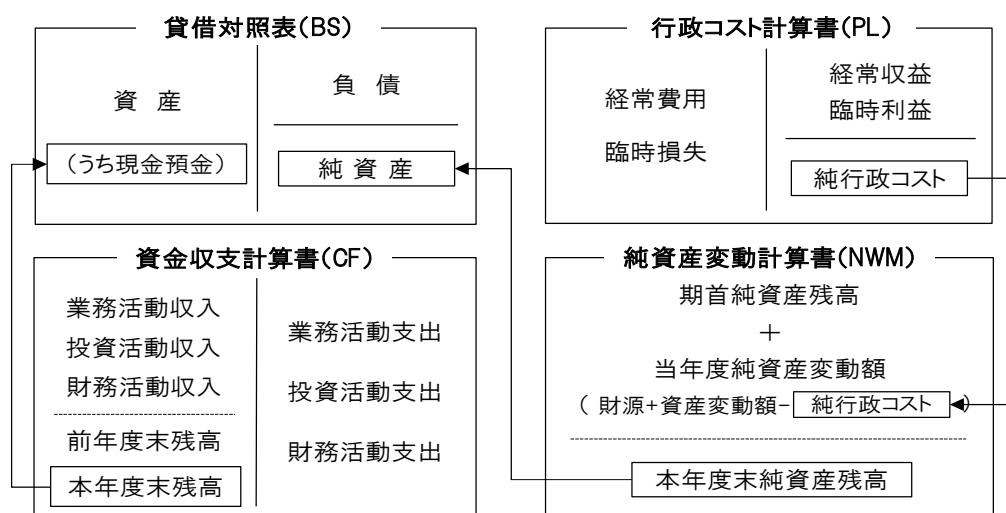 貸借対照表(BS)
資 産
(うち現金預金)
負 債
純 資 産
行政コスト計算書(PL)
経常費用
臨時損失
経常収益
臨時利益
純行政コスト
資金収支計算書(CF)
業務活動収入
投資活動収入
財務活動収入
前年度末残高
本年度末残高
業務活動支出
投資活動支出
財務活動支出
純資産変動計算書(NWM)
期首純資産残高
+
当年度純資産変動額
( 財源+資産変動額- 純行政コスト )
本年度末純資産残高